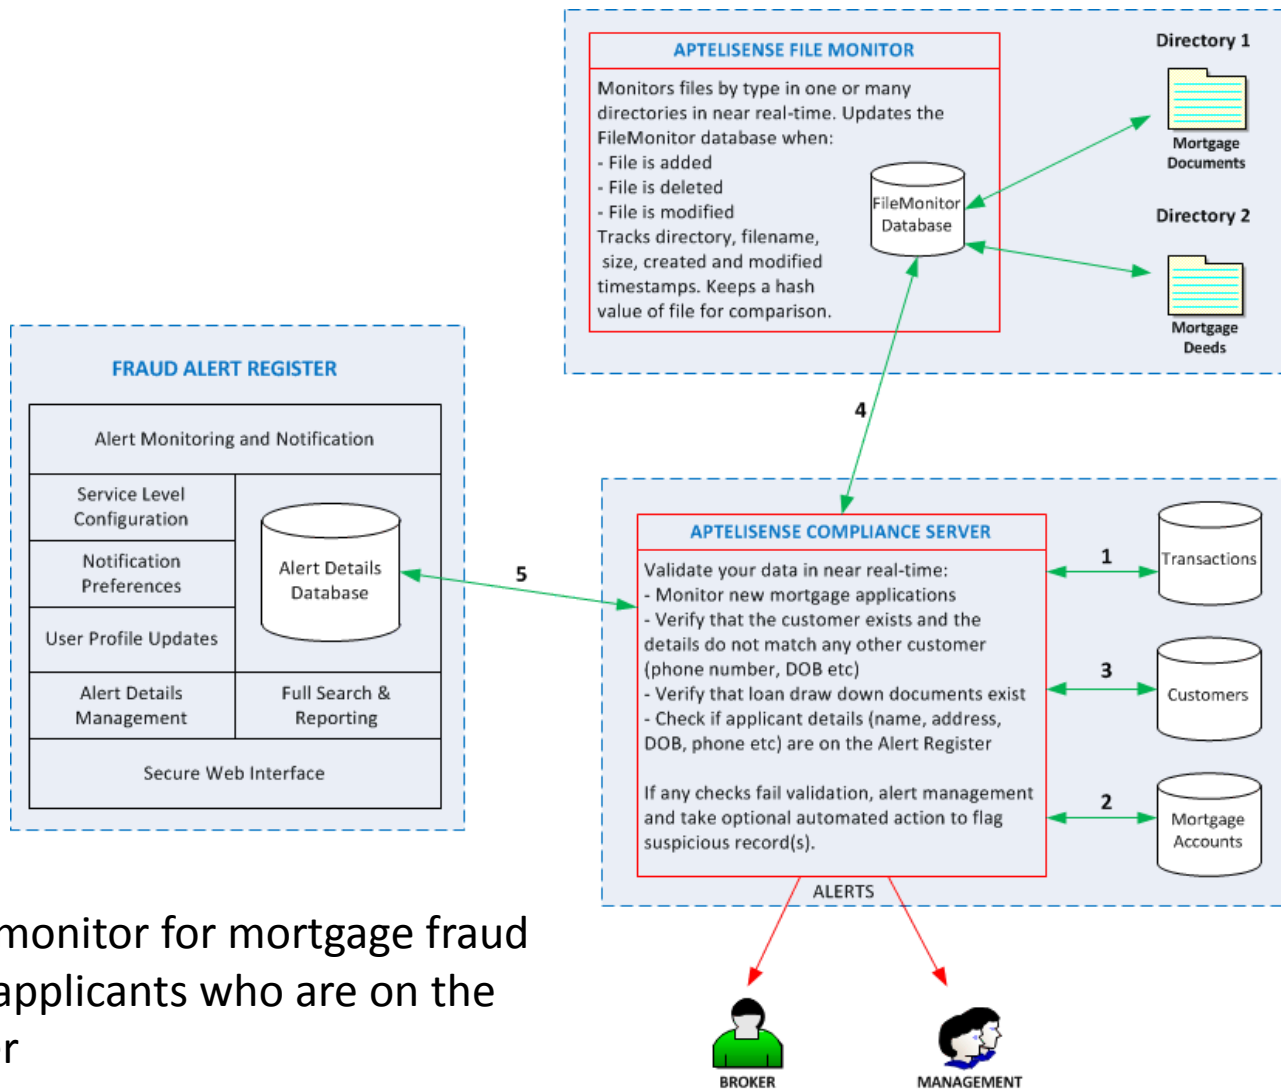 APTELISENSE FILE MONITOR
Monitors files by type in one or many
directories in near real-time. Updates the
FileMonitor database when:
- File is added
- File is deleted
- File is modified
Tracks directory, filename,
size, created and modified
timestamps. Keeps a hash
value of file for comparison.
FileMonitor
Database
Directory 1
Mortgage
Documents
Directory 2
Mortgage
Deeds
4
FRAUD ALERT REGISTER
Alert Monitoring and Notification
Service Level
Configuration
Notification
Preferences
User Profile Updates
Alert Details
Database
Alert Details
Management
Full Search &
Reporting
Secure Web Interface
5
APTELISENSE COMPLIANCE SERVER
Validate your data in near real-time:
- Monitor new mortgage applications
- Verify that the customer exists and the
details do not match any other customer
(phone number, DOB etc)
- Verify that loan draw down documents exist
- Check if applicant details (name, address,
DOB, phone etc) are on the Alert Register
If any checks fail validation, alert management
and take optional automated action to flag
suspicious record(s).
1
Transactions
3
Customers
2
Mortgage
Accounts
ALERTS
BROKER
MANAGEMENT
monitor for mortgage fraud
applicants who are on the